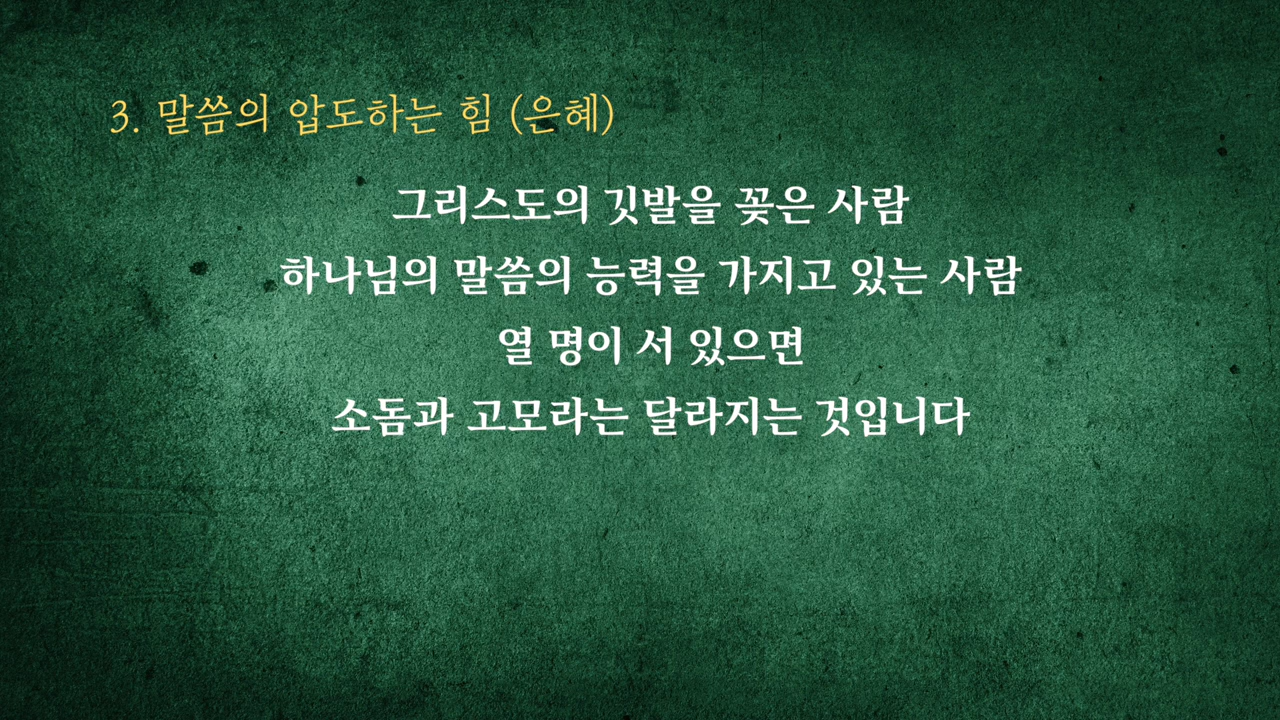 3. 말씀의 압도하는 힘 (은혜)
그리스도의 깃발을 꽂은 사람
하나님의 말씀의 능력을 가지고 있는 사람
열 명이 서 있으면
소돔과 고모라는 달라지는 것입니다